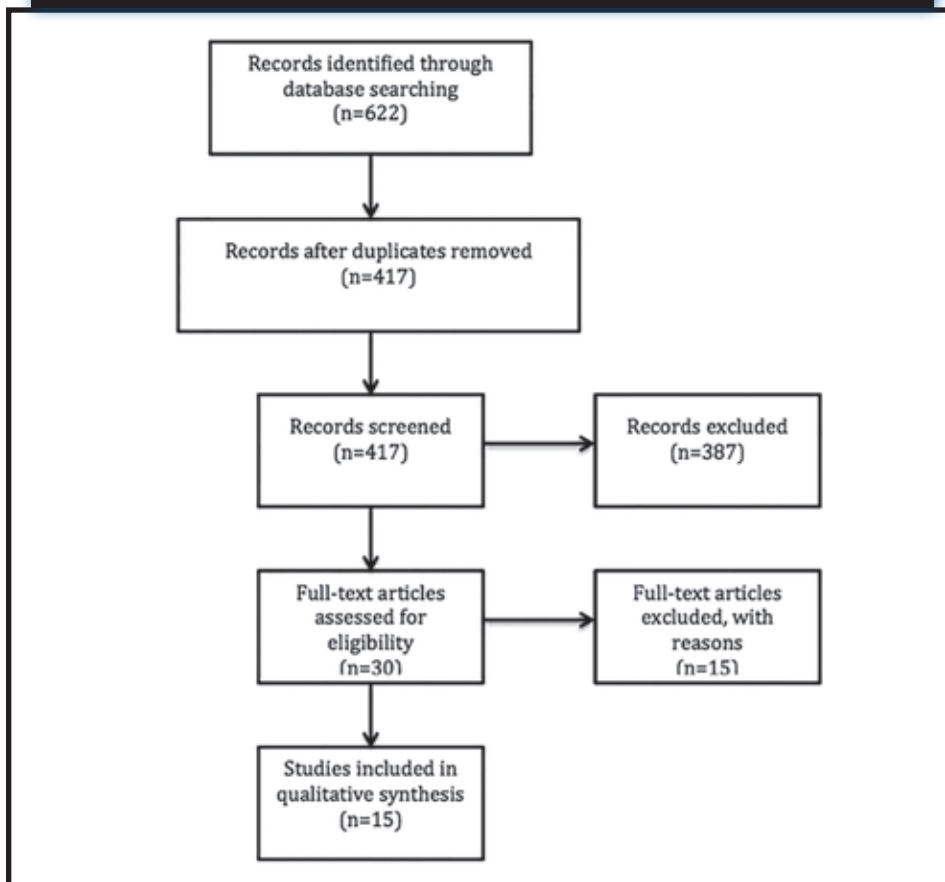 Records identified through
database searching
(n=622)
Records after duplicates removed
(n=417)
Records screened
(n=417)
Records excluded
(n=387)
Full-text articles
assessed for
eligibility
(n=30)
Full-text articles
excluded, with
reasons
(n=15)
Studies included in
qualitative synthesis
(n=15)